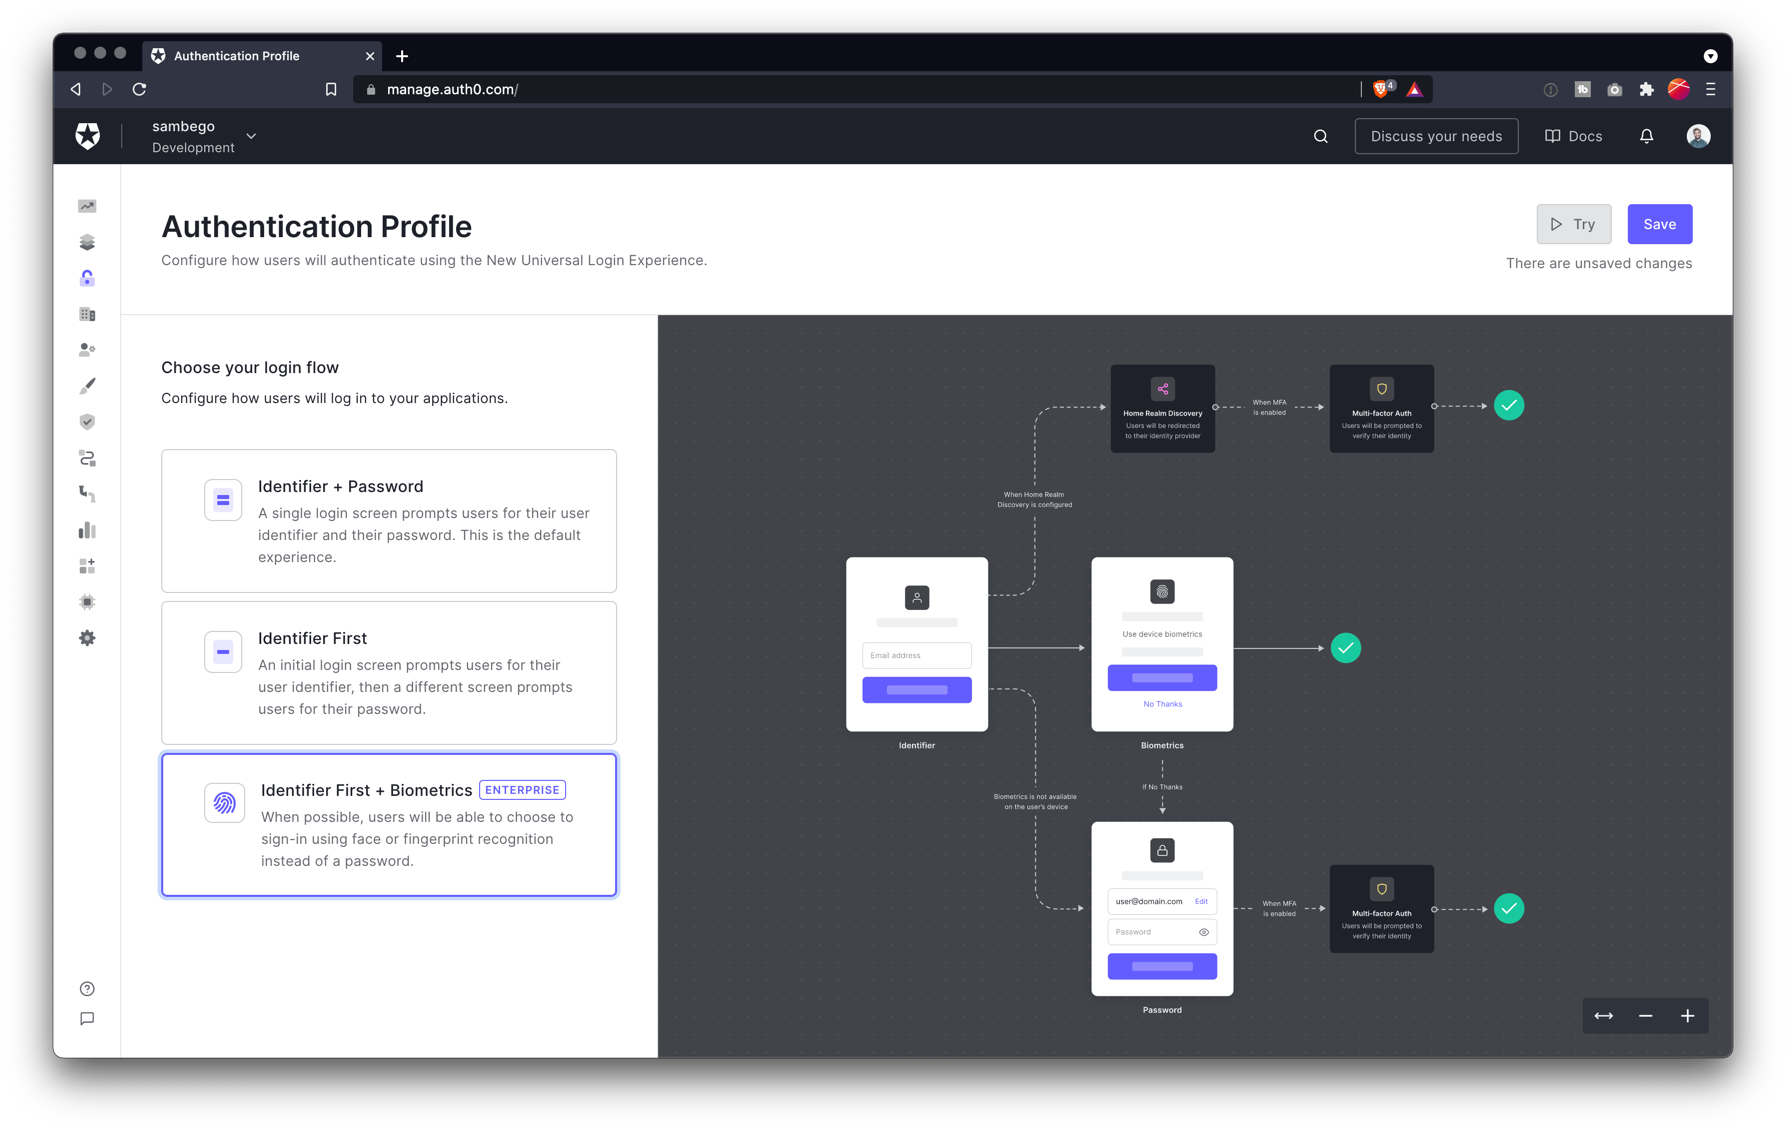 Authentication Profile
manage.auth0.com/
4
tb
sambego
Development
Discuss your needs
Docs
Authentication Profile
Configure how users will authenticate using the New Universal Login Experience.
Try
Save
There are unsaved changes
Choose your login flow
Configure how users will log in to your applications.
Identifier + Password
A single login screen prompts users for their user
identifier and their password. This is the default
experience.
Identifier First
An initial login screen prompts users for their
user identifier, then a different screen prompts
users for their password.
Identifier First + Biometrics ENTERPRISE
When possible, users will be able to choose to
sign-in using face or fingerprint recognition
instead of a password.
Home Realm Discovery
Users will be redirected
to their identity provider
When MFA
is enabled
Multi-factor Auth
Users will be prompted to
verify their identity
When Home Realm
Discovery is configured
Email address
Identifier
Use device biometrics
No Thanks
Biometrics
If No Thanks
Biometrics is not available
on the user's device
user@domain.com Edit
Password
Password
When MFA
is enabled
Multi-factor Auth
Users will be prompted to
verify their identity